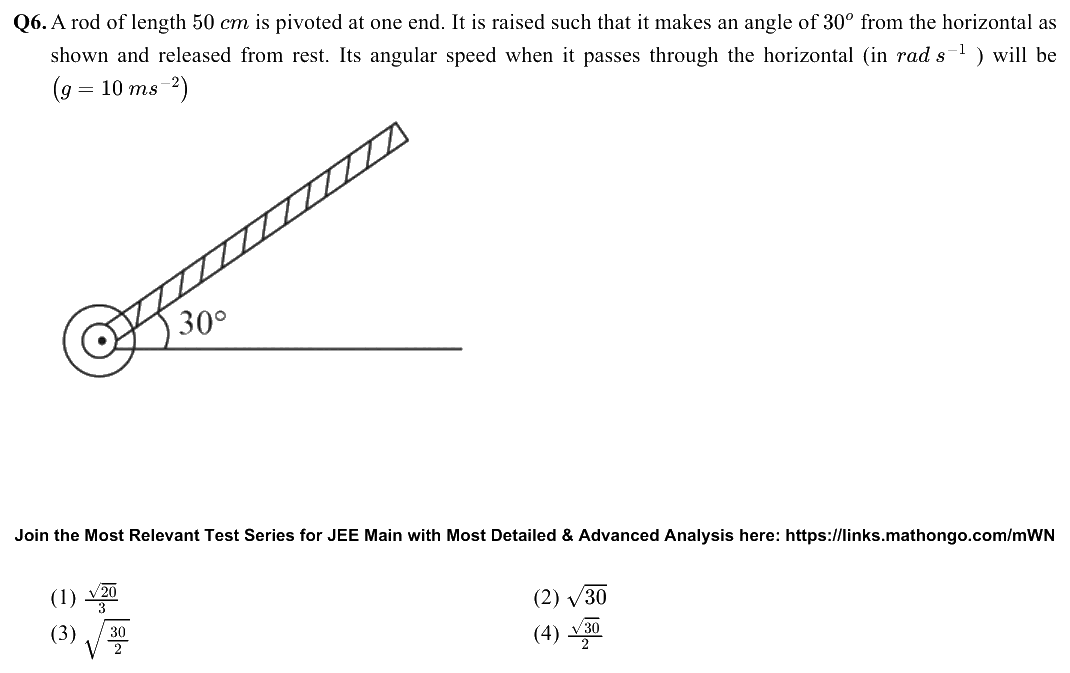 Q6. A rod of length 50 cm is pivoted at one end. It is raised such that it makes an angle of 30° from the horizontal as
shown and released from rest. Its angular speed when it passes through the horizontal (in rad s⁻¹ ) will be
(g = 10 ms⁻²)
30°
Join the Most Relevant Test Series for JEE Main with Most Detailed & Advanced Analysis here: https://links.mathongo.com/mWN
(1) √20/3 (2) √30
(3) √(30/2) (4) √30/2